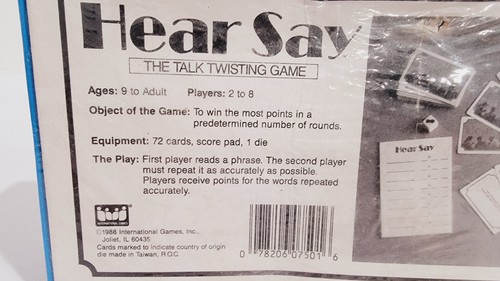 Hear Say
THE TALK TWISTING GAME
Ages: 9 to Adult Players: 2 to 8
Object of the Game: To win the most points in a
predetermined number of rounds.
Equipment: 72 cards, score pad, 1 die
The Play: First player reads a phrase. The second player
must repeat it as accurately as possible.
Players receive points for the words repeated
accurately.
©1988 International Games, Inc.,
Joliet, IL 60435
Cards marked to indicate country of origin
die made in Taiwan, R.O.C.
0 78206 07501 6
Hear Say